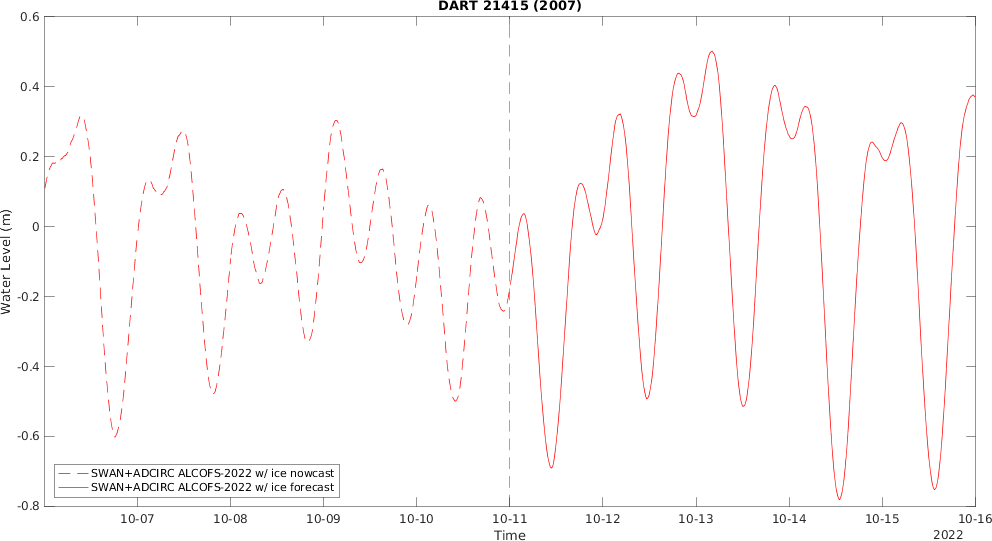 DART 21415 (2007)
Water Level (m)
0.6
0.4
0.2
0
-0.2
-0.4
-0.6
-0.8
SWAN+ADCIRC ALCOFS-2022 w/ ice nowcast
SWAN+ADCIRC ALCOFS-2022 w/ ice forecast
10-07 10-08 10-09 10-10 10-11 10-12 10-13 10-14 10-15 10-16
Time
2022